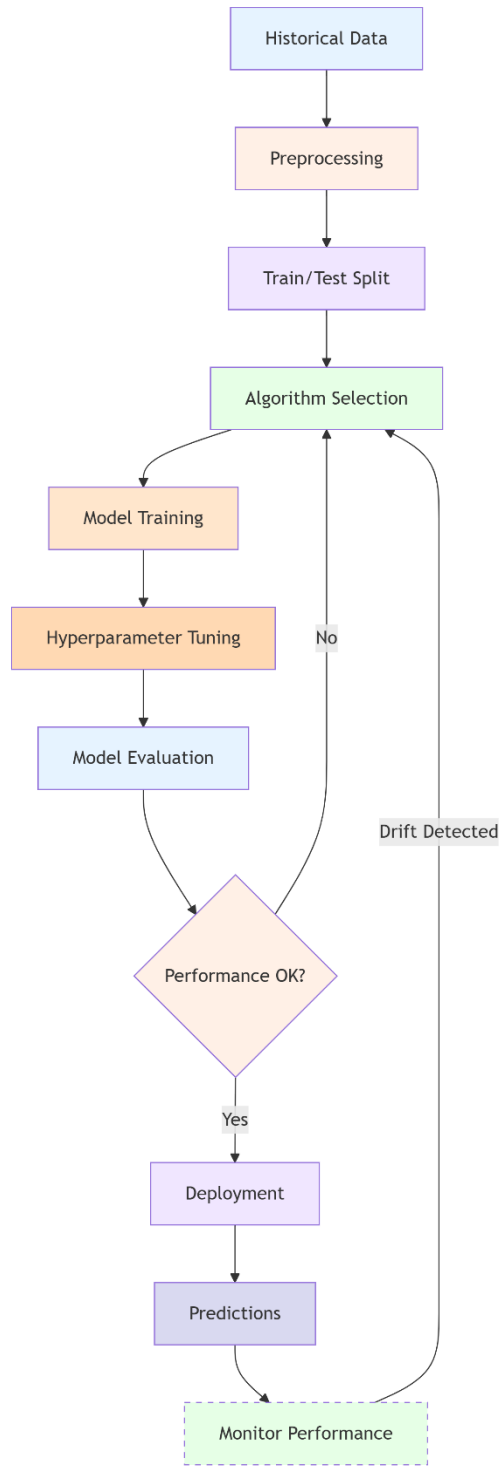 Historical Data
Preprocessing
Train/Test Split
Algorithm Selection
Model Training
Hyperparameter Tuning
No
Model Evaluation
Drift Detected
Performance OK?
Yes
Deployment
Predictions
Monitor Performance